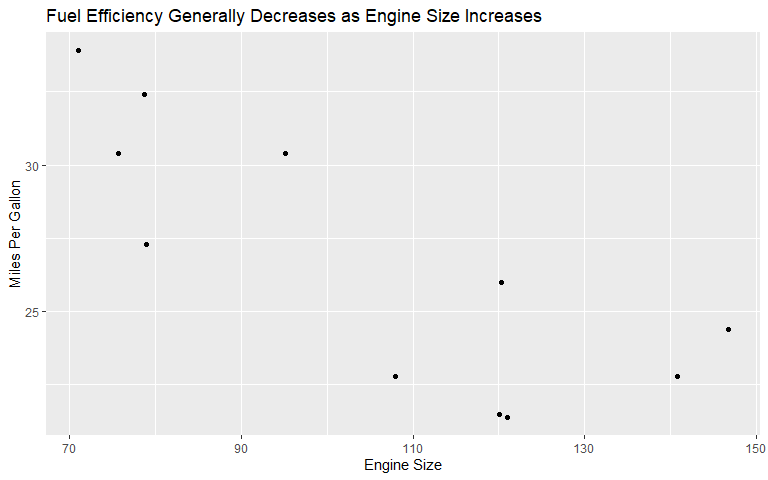 Fuel Efficiency Generally Decreases as Engine Size Increases
Miles Per Gallon
30
25
70 90 110 130 150
Engine Size